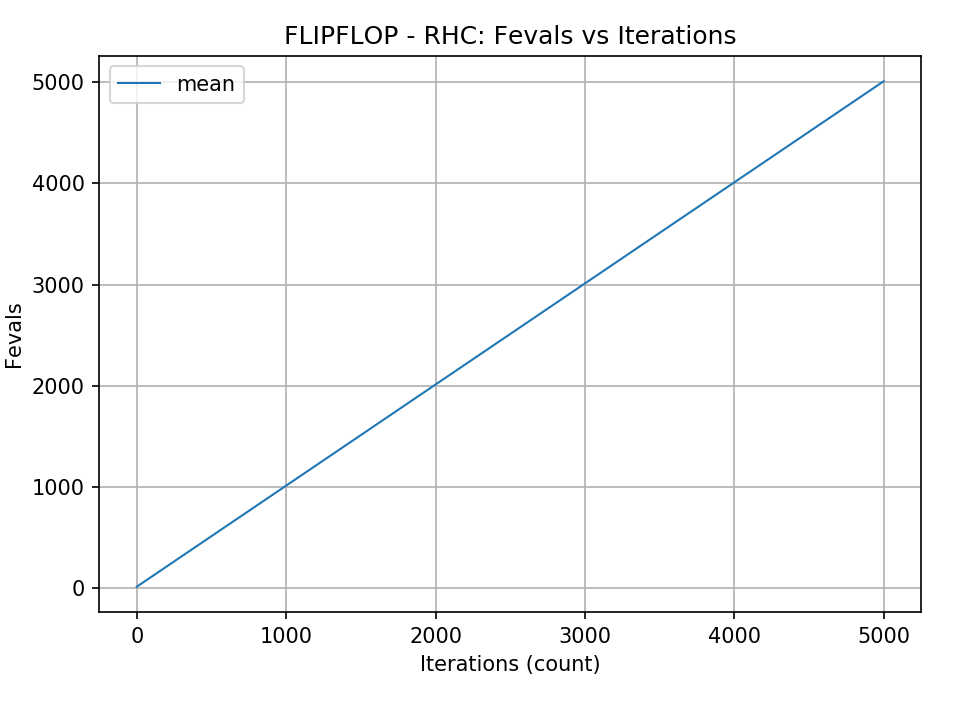 FLIPFLOP - RHC: Fevals vs Iterations
mean
5000
4000
3000
2000
1000
0
Fevals
0 1000 2000 3000 4000 5000
Iterations (count)